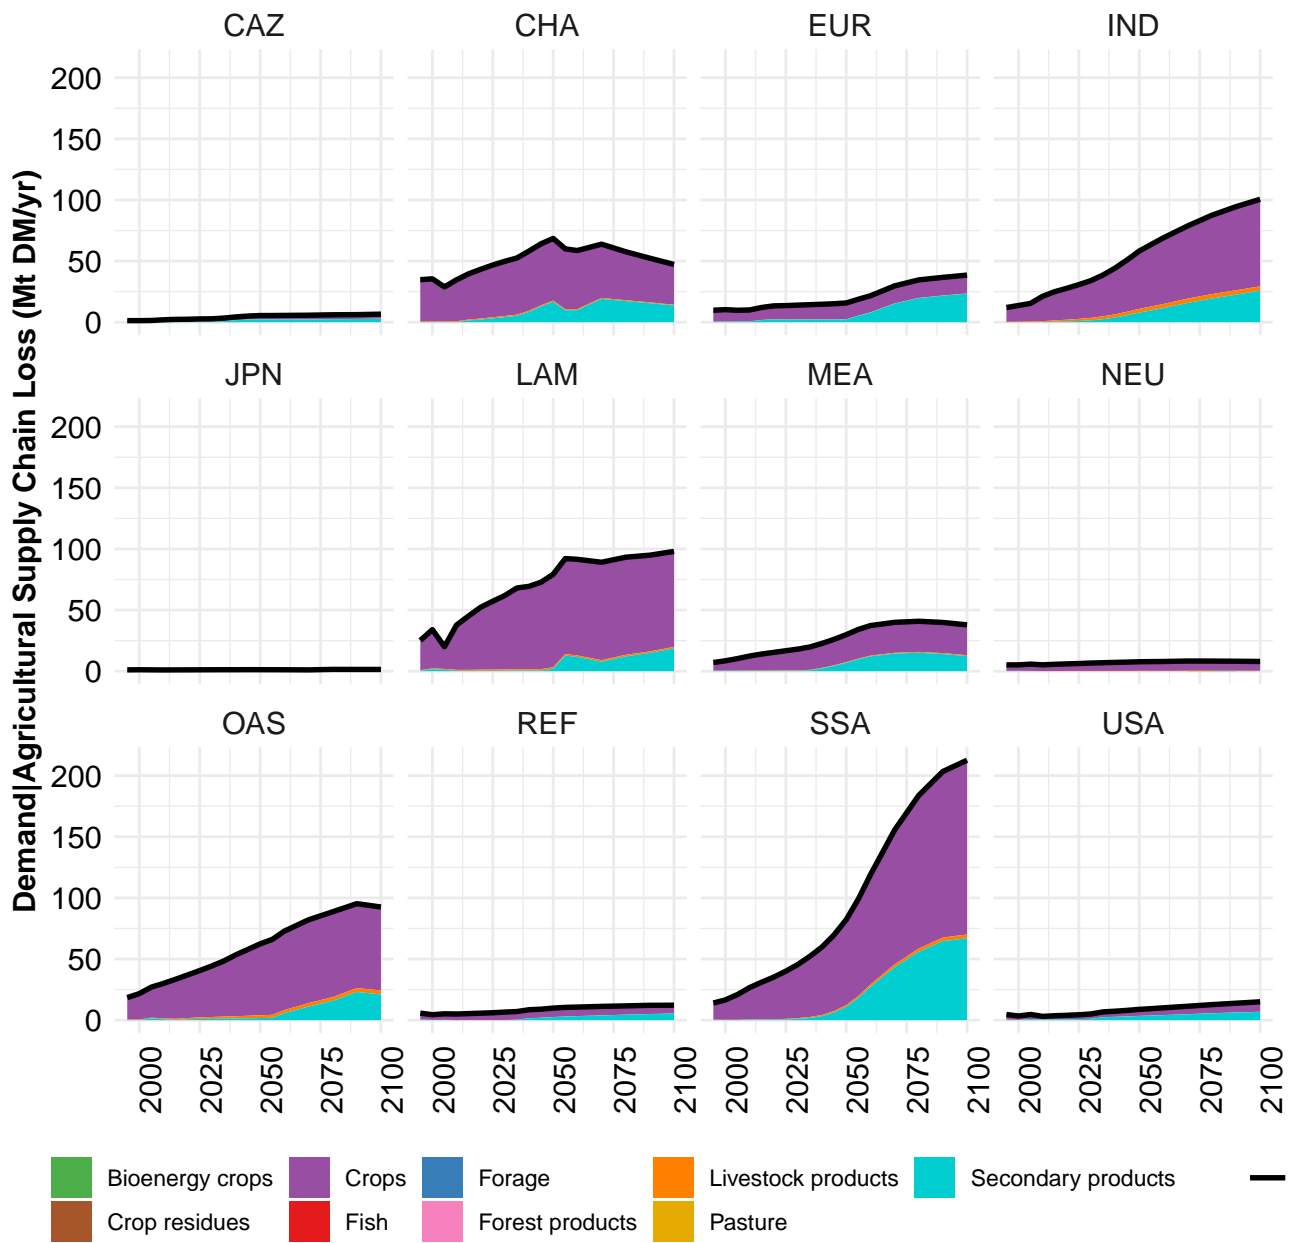 CAZ CHA EUR IND
200
150
100
50
0
JPN LAM MEA NEU
200
150
100
50
0
OAS REF SSA USA
200
150
100
50
0
2000 2025 2050 2075 2100 2000 2025 2050 2075 2100 2000 2025 2050 2075 2100 2000 2025 2050 2075 2100
Demand|Agricultural Supply Chain Loss (Mt DM/yr)
Bioenergy crops Crops Forage Livestock products Secondary products
Crop residues Fish Forest products Pasture